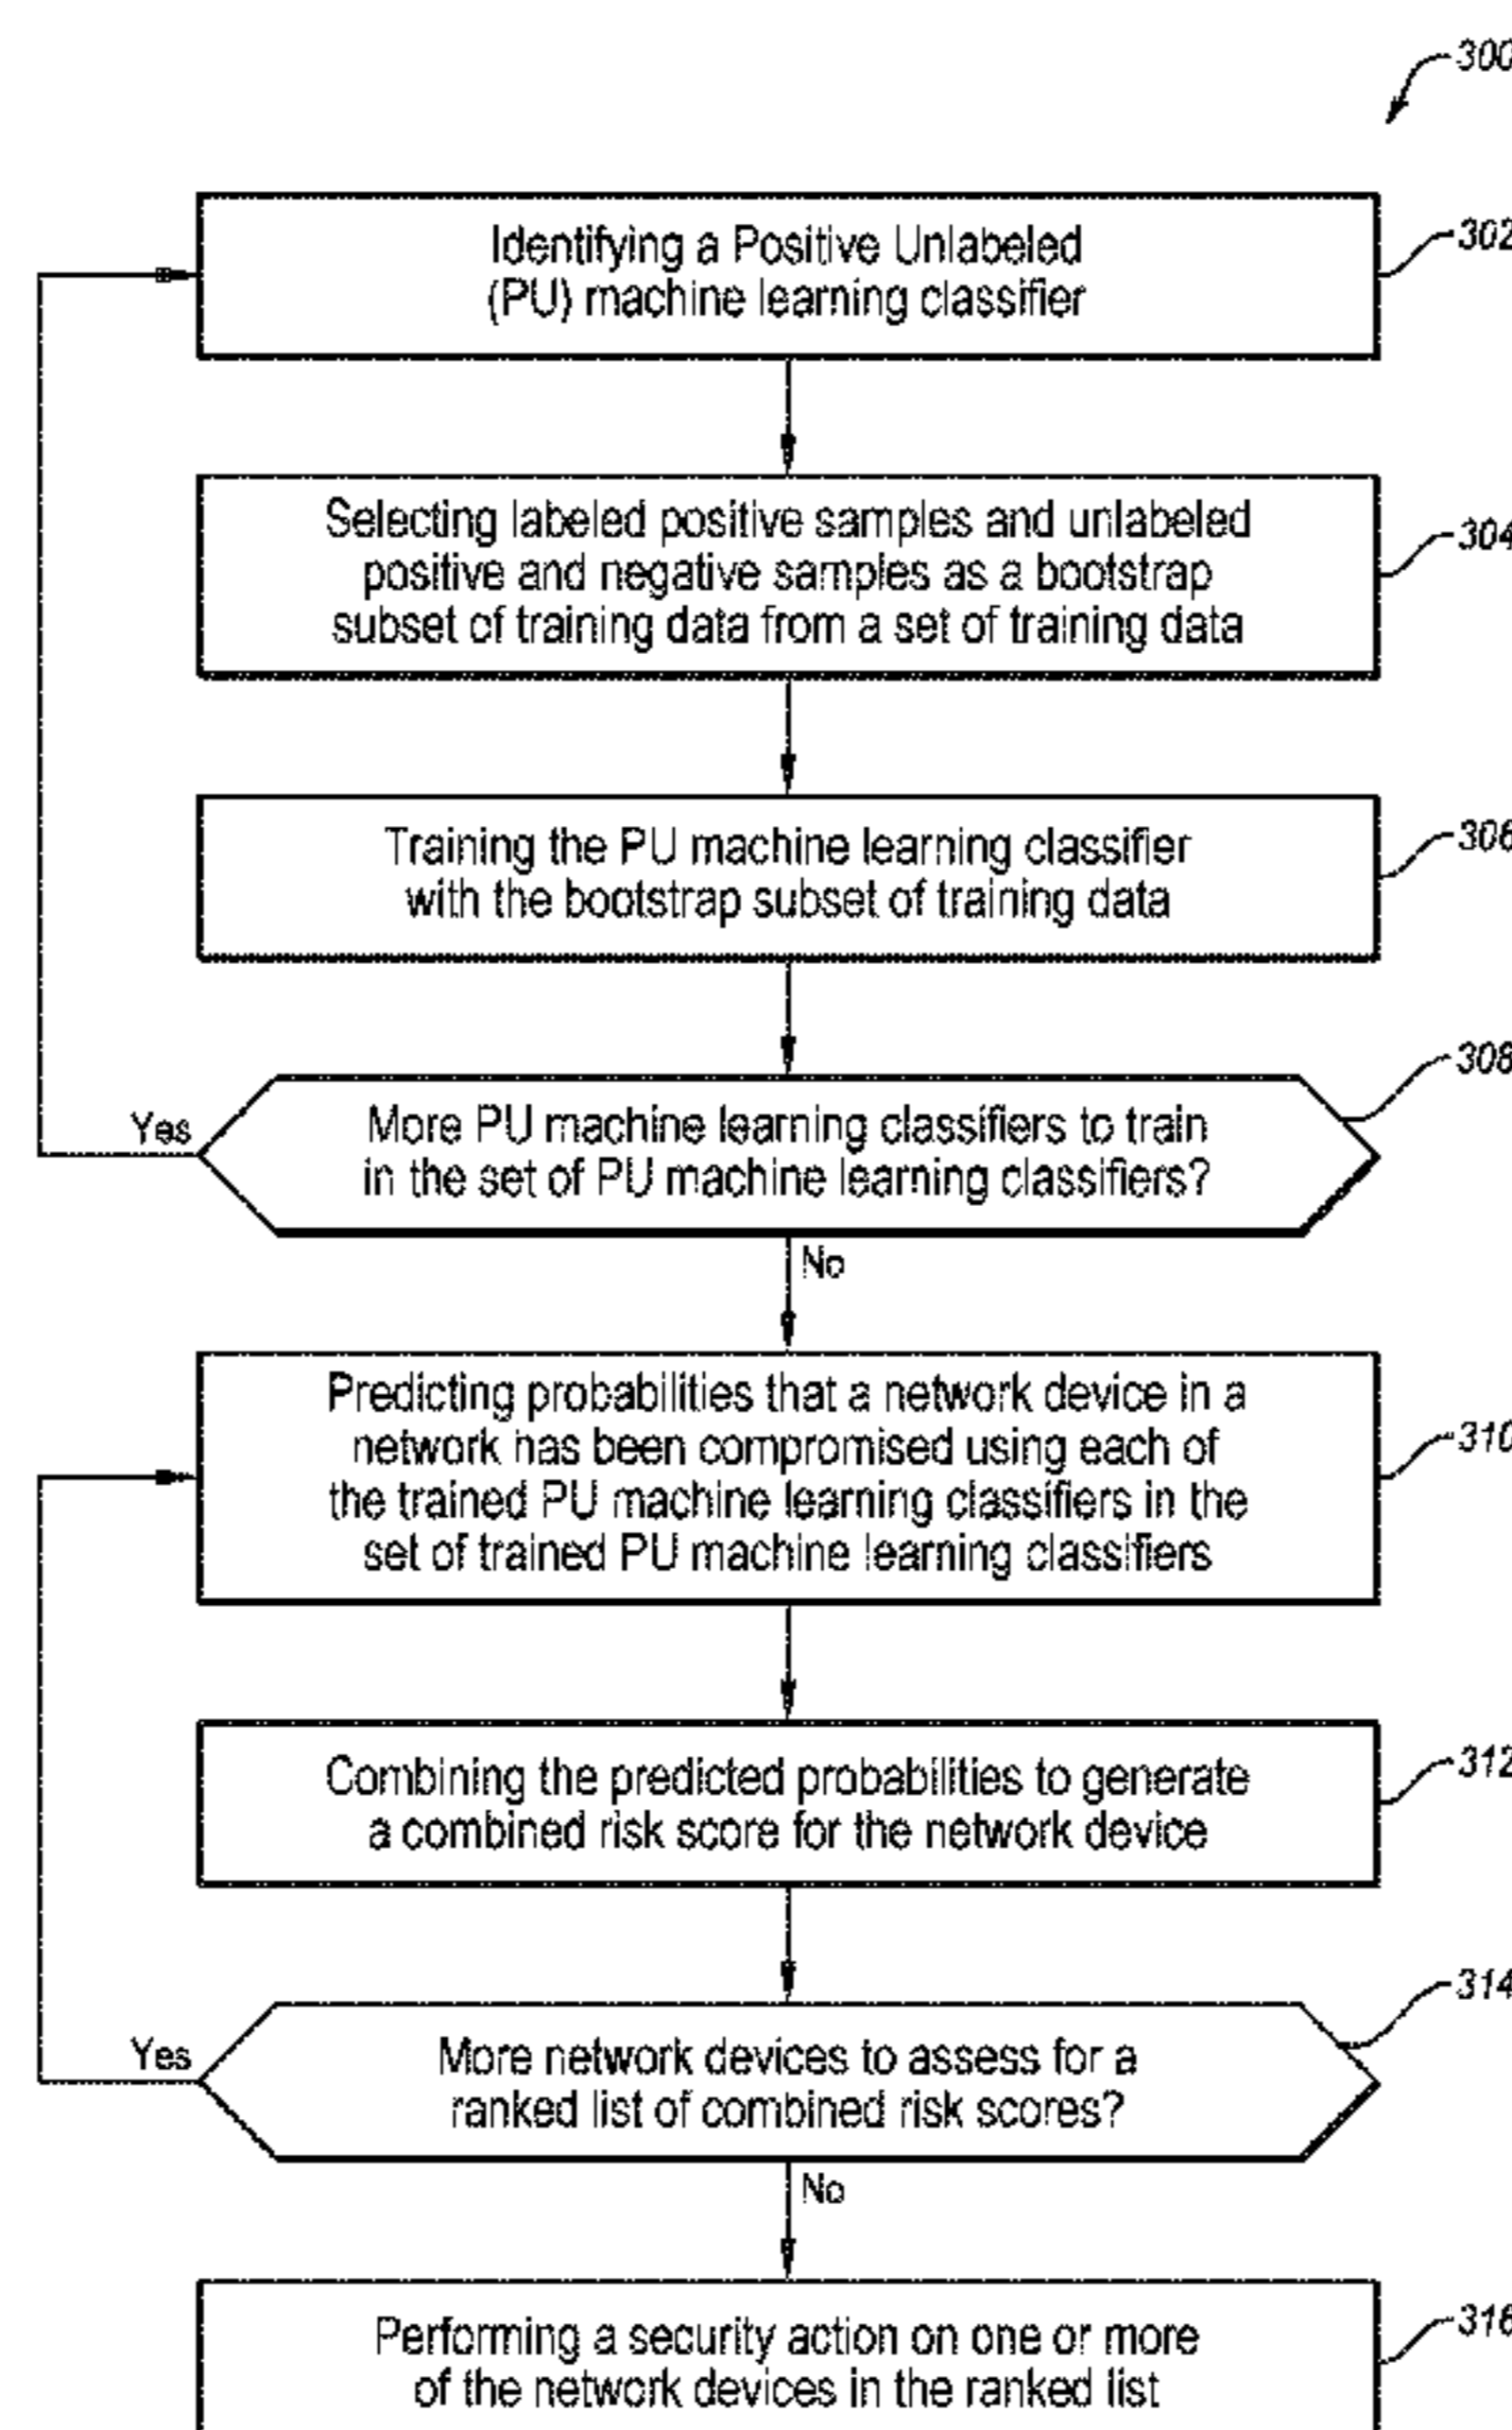 300
Identifying a Positive Unlabeled
(PU) machine learning classifier
302
Selecting labeled positive samples and unlabeled
positive and negative samples as a bootstrap
subset of training data from a set of training data
304
Training the PU machine learning classifier
with the bootstrap subset of training data
306
More PU machine learning classifiers to train
in the set of PU machine learning classifiers?
308
Yes
No
Predicting probabilities that a network device in a
network has been compromised using each of
the trained PU machine learning classifiers in the
set of trained PU machine learning classifiers
310
Combining the predicted probabilities to generate
a combined risk score for the network device
312
More network devices to assess for a
ranked list of combined risk scores?
314
Yes
No
Performing a security action on one or more
of the network devices in the ranked list
316